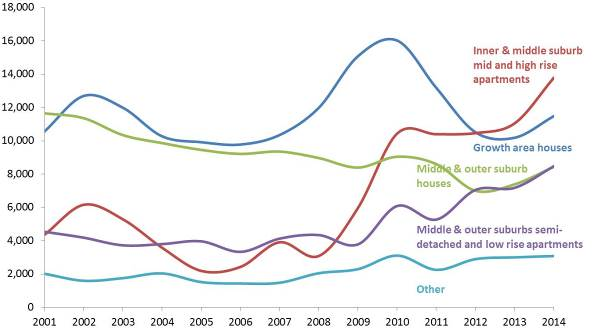 18,000
16,000
14,000
12,000
10,000
8,000
6,000
4,000
2,000
0
Inner & middle suburb
mid and high rise
apartments
Growth area houses
Middle & outer suburb
houses
Middle & outer suburbs semi-
detached and low rise apartments
Other
2001 2002 2003 2004 2005 2006 2007 2008 2009 2010 2011 2012 2013 2014